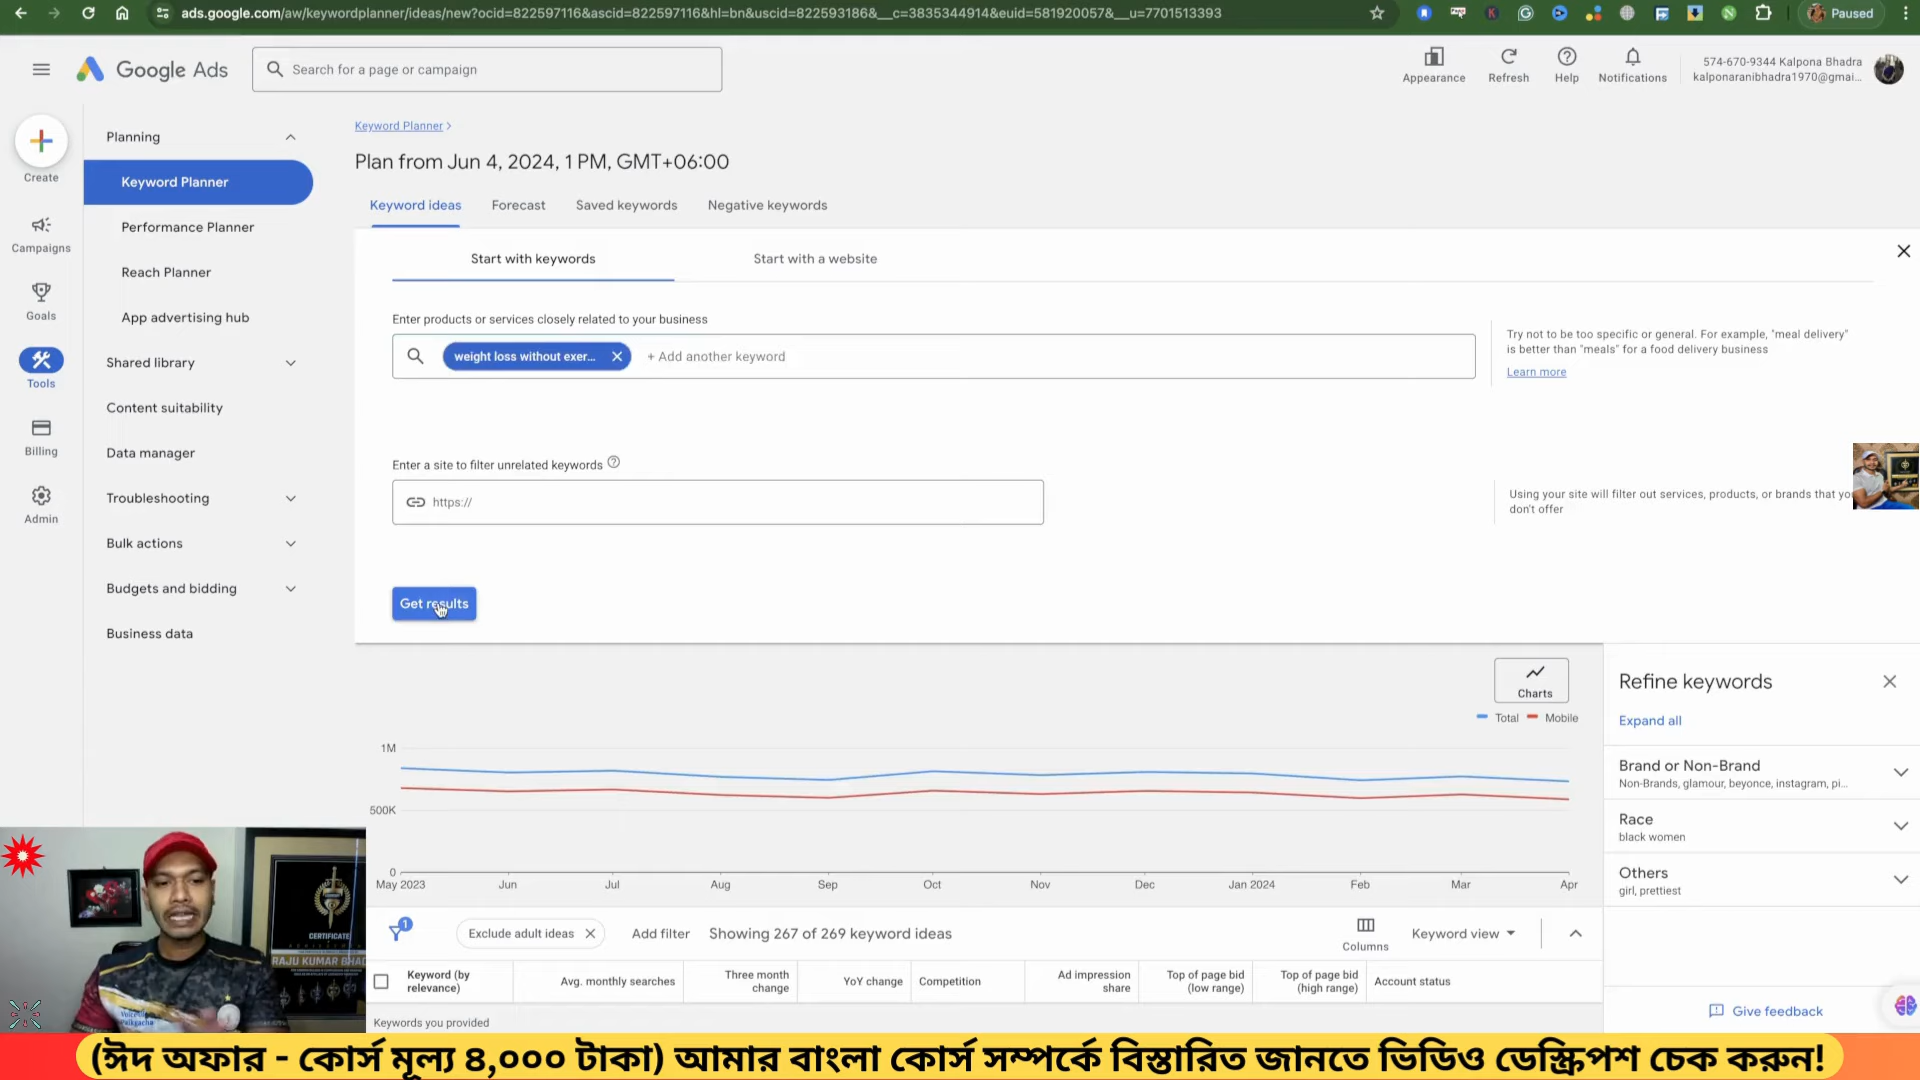 ads.google.com/aw/keywordplanner/ideas/new?ocid=822597116&ascid=822597116&hl=bn&uscid=822593186&__c=3835344914&euid=581920057&__u=7701513393
Paused
Google Ads
Search for a page or campaign
Appearance
Refresh
Help
Notifications
574-670-9344 Kalpona Bhadra
kalponaranibhadra1970@gmai...
Create
Campaigns
Goals
Tools
Billing
Admin
Planning
Keyword Planner
Performance Planner
Reach Planner
App advertising hub
Shared library
Content suitability
Data manager
Troubleshooting
Bulk actions
Budgets and bidding
Business data
Keyword Planner
Plan from Jun 4, 2024, 1 PM, GMT+06:00
Keyword ideas
Forecast
Saved keywords
Negative keywords
Start with keywords
Start with a website
Enter products or services closely related to your business
weight loss without exer...
+ Add another keyword
Try not to be too specific or general. For example, "meal delivery"
is better than "meals" for a food delivery business
Learn more
Enter a site to filter unrelated keywords
https://
Using your site will filter out services, products, or brands that yo
don't offer
Get results
Charts
Total
Mobile
1M
500K
0
May 2023
Jun
Jul
Aug
Sep
Oct
Nov
Dec
Jan 2024
Feb
Mar
Apr
Refine keywords
Expand all
Brand or Non-Brand
Non-Brands, glamour, beyonce, instagram, pi...
Race
black women
Others
girl, prettiest
Give feedback
1
Exclude adult ideas
Add filter
Showing 267 of 269 keyword ideas
Columns
Keyword view
Keyword (by
relevance)
Avg. monthly searches
Three month
change
YoY change
Competition
Ad impression
share
Top of page bid
(low range)
Top of page bid
(high range)
Account status
Keywords you provided
CERTIFICATE
RAJU KUMAR BHAD
(ঈদ অফার - কোর্স মূল্য ৪,০০০ টাকা) আমার বাংলা কোর্স সম্পর্কে বিস্তারিত জানতে ভিডিও ডেস্ক্রিপশ চেক করুন!